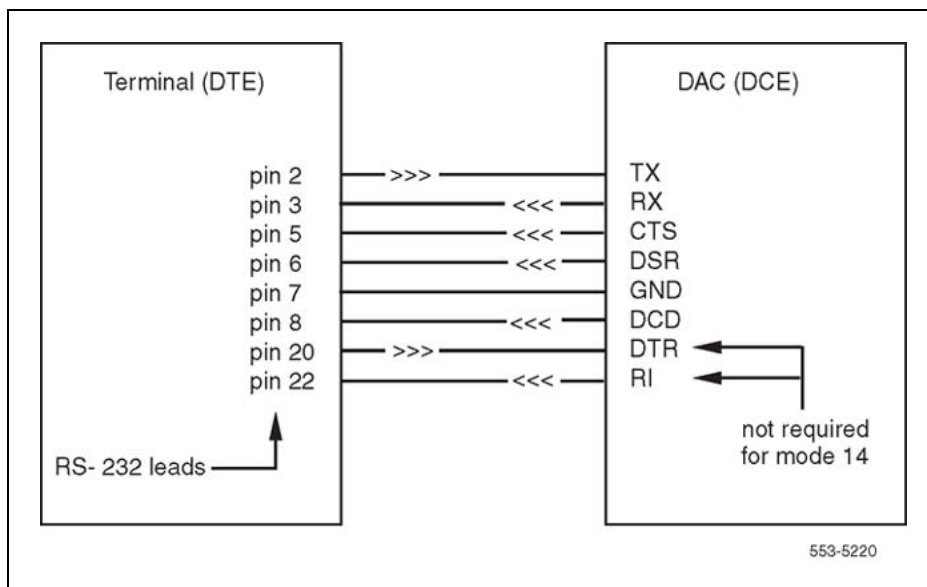 Terminal (DTE)
DAC (DCE)
pin 2 >>> TX
pin 3 <<< RX
pin 5 <<< CTS
pin 6 <<< DSR
pin 7 GND
pin 8 <<< DCD
pin 20 >>> DTR
pin 22 <<< RI
RS- 232 leads
not required
for mode 14
553-5220